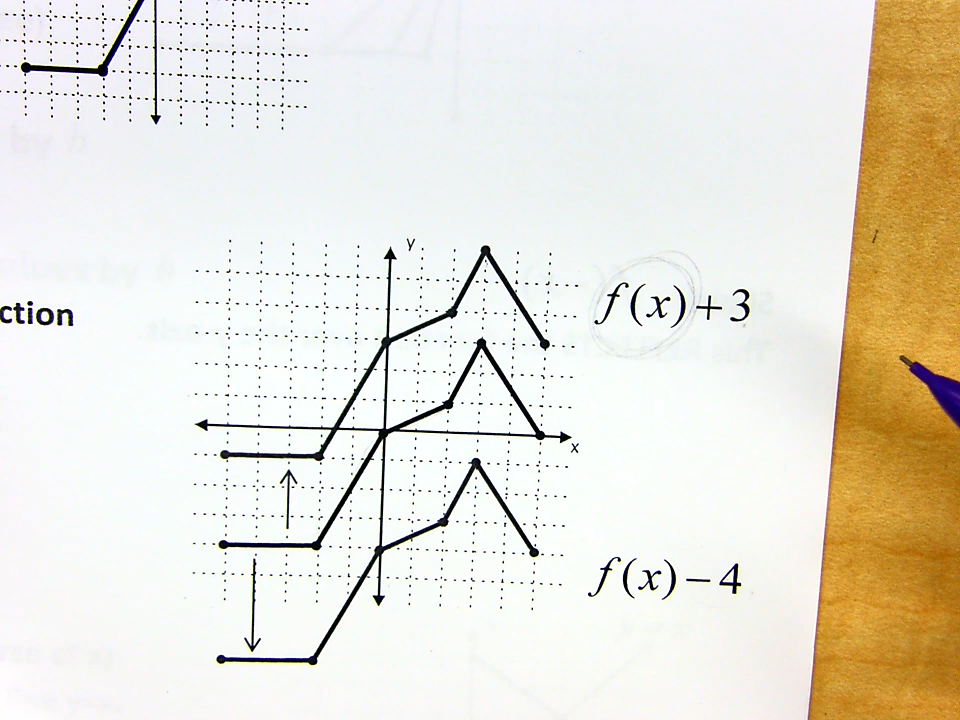 y
ction
f(x)+3
x
f(x)−4